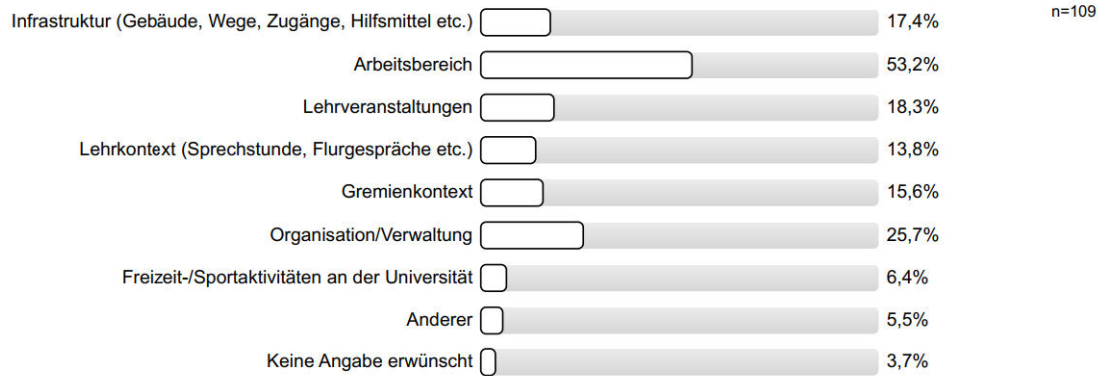 Infrastruktur (Gebäude, Wege, Zugänge, Hilfsmittel etc.) 17,4% n=109
Arbeitsbereich 53,2%
Lehrveranstaltungen 18,3%
Lehrkontext (Sprechstunde, Flurgespräche etc.) 13,8%
Gremienkontext 15,6%
Organisation/Verwaltung 25,7%
Freizeit-/Sportaktivitäten an der Universität 6,4%
Anderer 5,5%
Keine Angabe erwünscht 3,7%